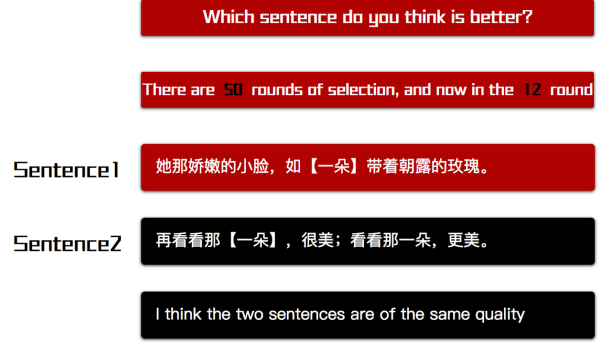 Which sentence do you think is better?
There are 50 rounds of selection, and now in the 12 round
Sentence1
她那娇嫩的小脸，如【一朵】带着朝露的玫瑰。
Sentence2
再看看那【一朵】，很美；看看那一朵，更美。
I think the two sentences are of the same quality